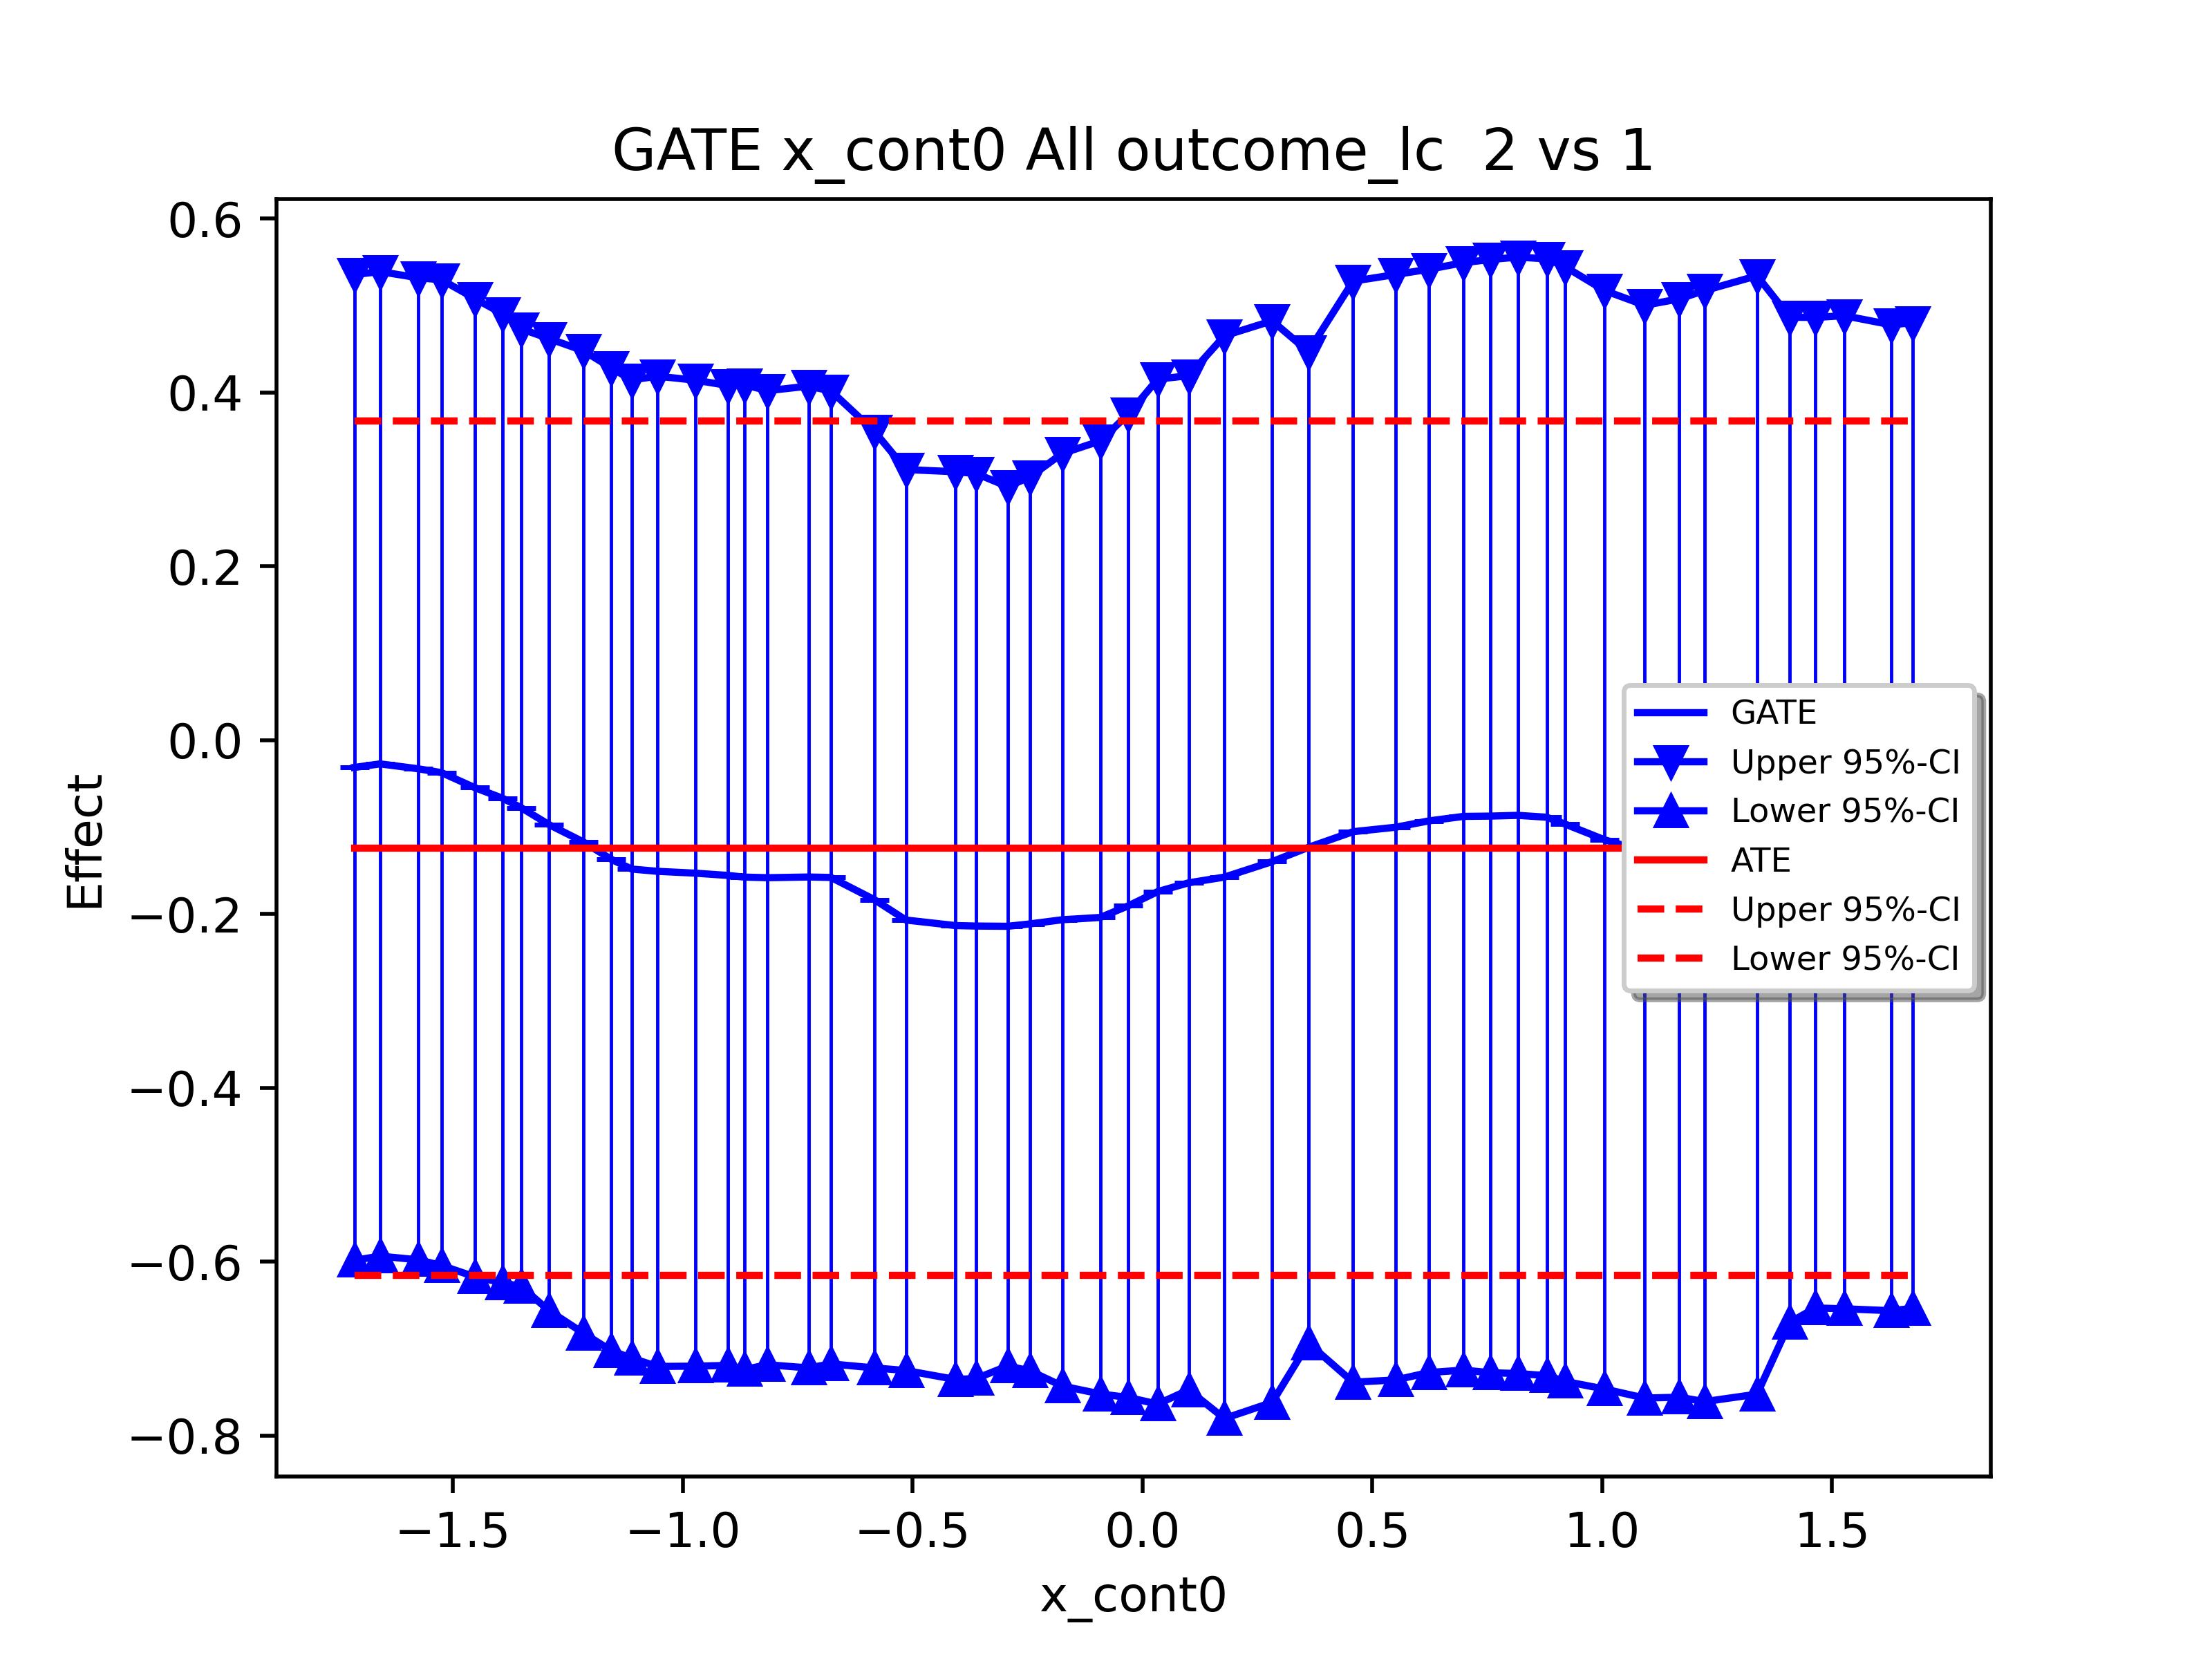 GATE x_cont0 All outcome_lc  2 vs 1
0.6
0.4
0.2
0.0
−0.2
−0.4
−0.6
−0.8
Effect
GATE
Upper 95%-CI
Lower 95%-CI
ATE
Upper 95%-CI
Lower 95%-CI
−1.5 −1.0 −0.5 0.0 0.5 1.0 1.5
x_cont0